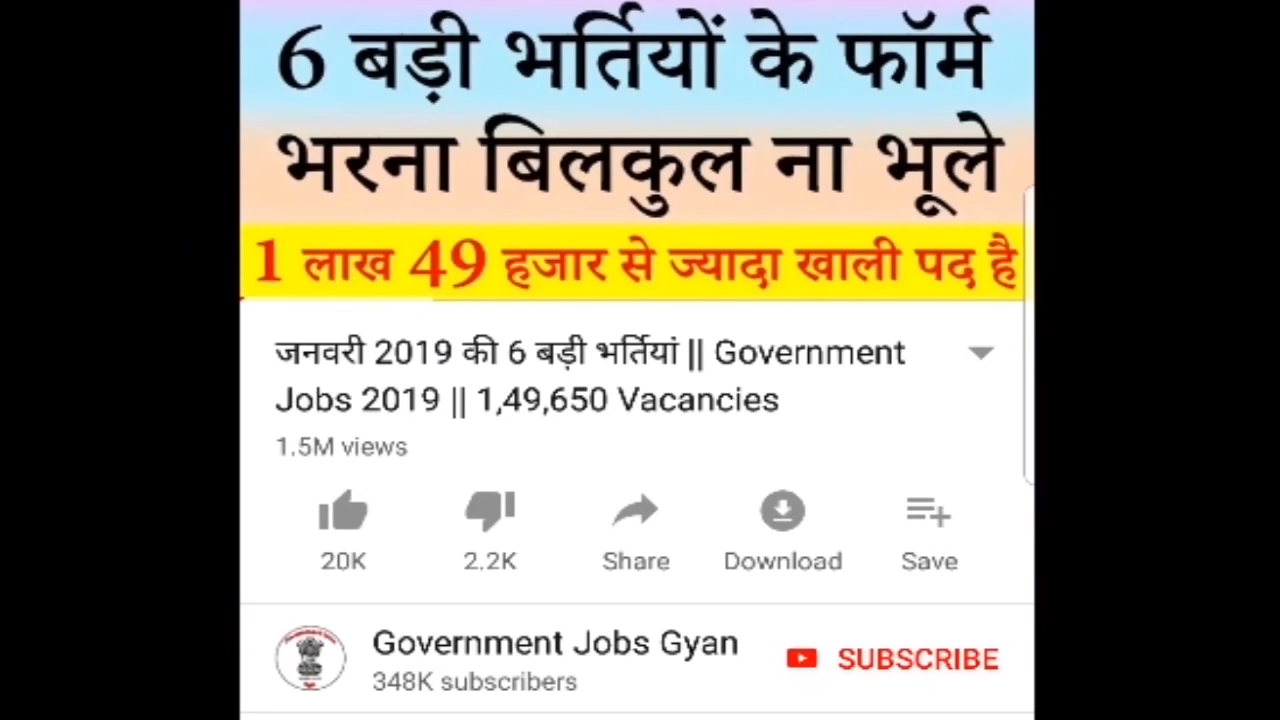 6 बड़ी भर्तियों के फॉर्म
भरना बिलकुल ना भूले
1 लाख 49 हजार से ज्यादा खाली पद है
जनवरी 2019 की 6 बड़ी भर्तियां || Government
Jobs 2019 || 1,49,650 Vacancies
1.5M views
20K
2.2K
Share
Download
Save
Government Jobs Gyan
348K subscribers
SUBSCRIBE